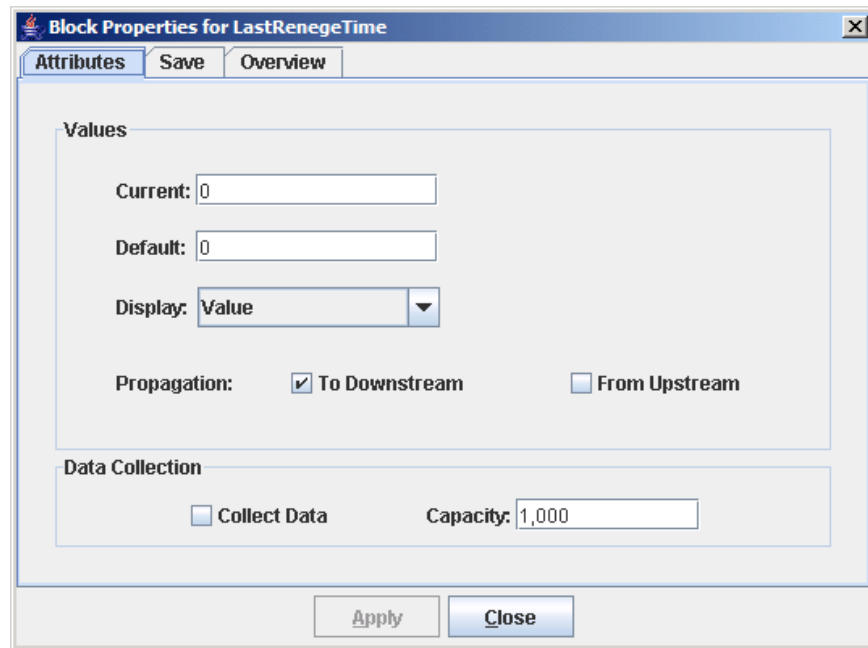 Block Properties for LastRenegeTime
Attributes Save Overview
Values
Current: 0
Default: 0
Display: Value
Propagation: To Downstream From Upstream
Data Collection
Collect Data Capacity: 1,000
Apply Close